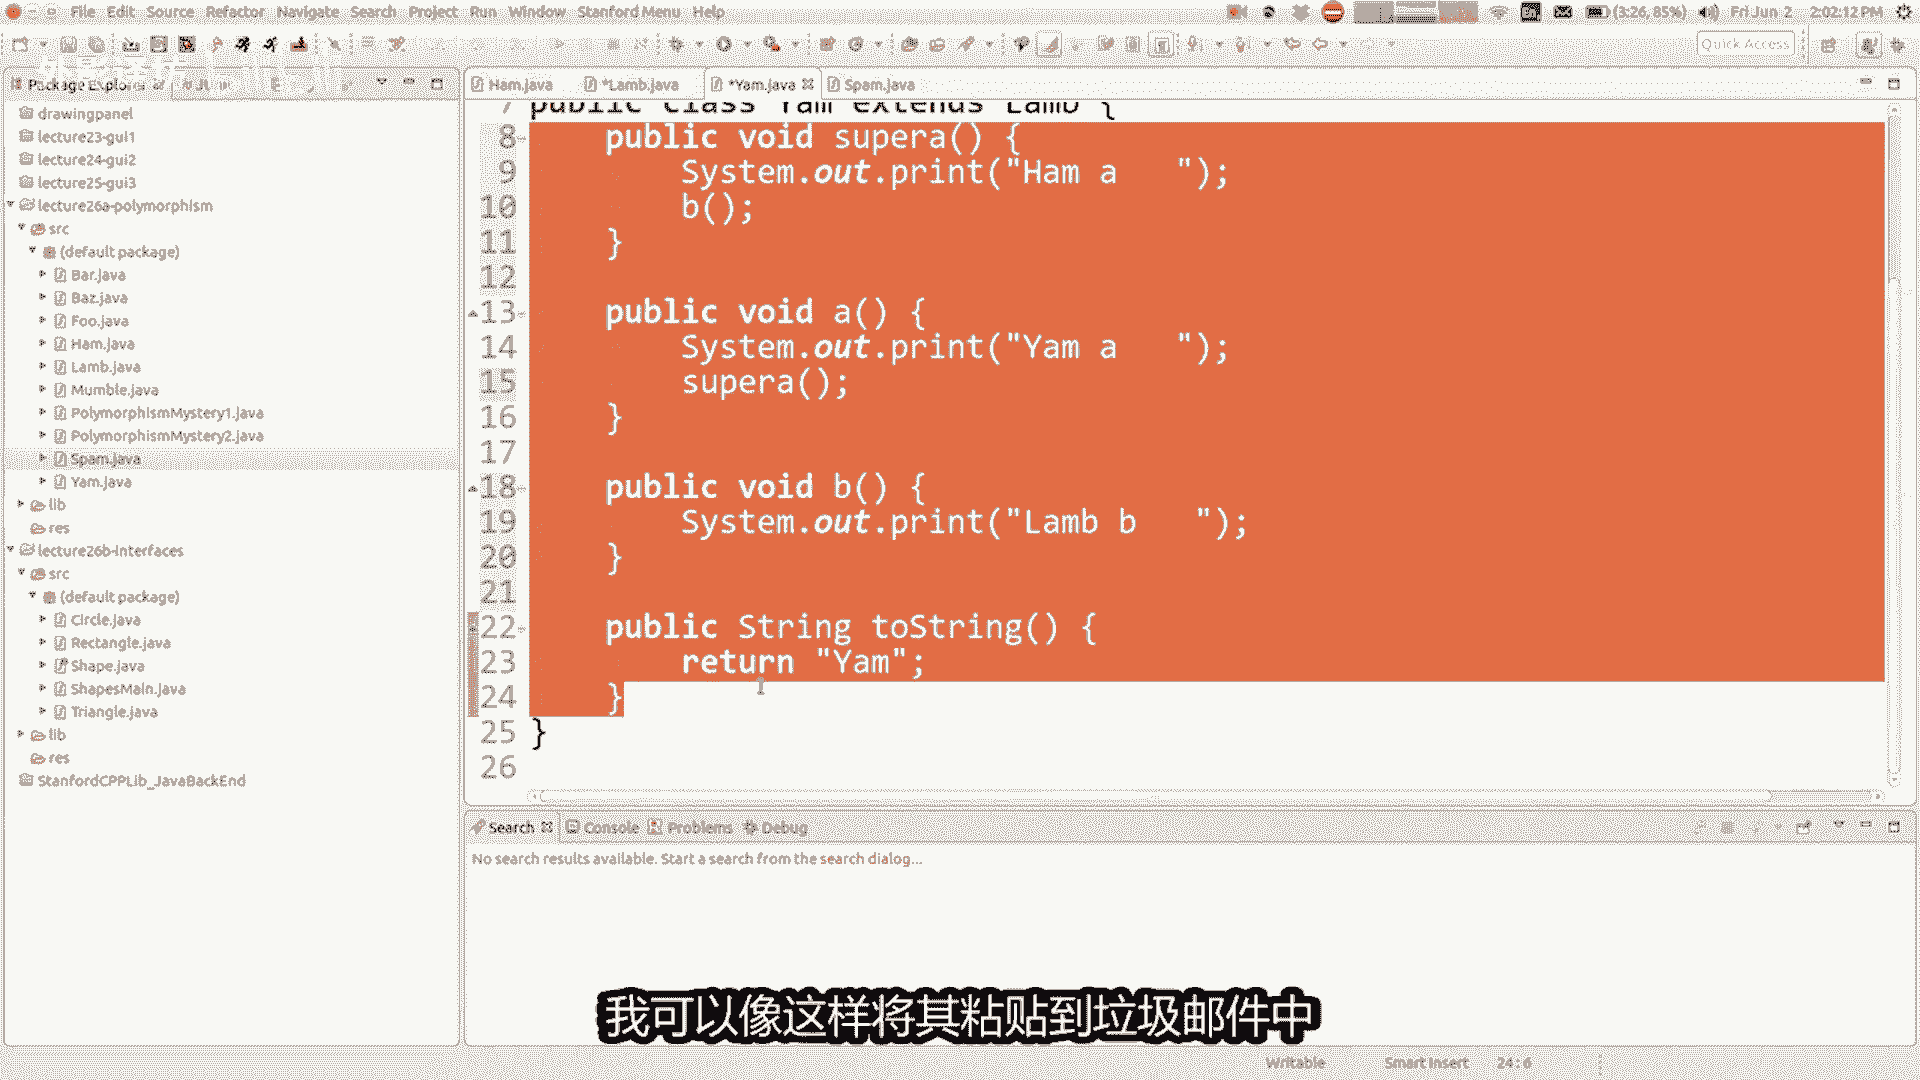 File Edit Source Refactor Navigate Search Project Run Window Stanford Menu Help
(3:26, 85%) Fri Jun 2 2:02:12 PM
Quick Access
Package Explorer
Ham.java *Lamb.java *Yam.java Spam.java
drawingpanel
lecture23-gui1
lecture24-gui2
lecture25-gui3
lecture26a-polymorphism
src
(default package)
Bar.java
Baz.java
Foo.java
Ham.java
Lamb.java
Mumble.java
PolymorphismMystery1.java
PolymorphismMystery2.java
Spam.java
Yam.java
lib
res
lecture26b-interfaces
src
(default package)
Circle.java
Rectangle.java
Shape.java
ShapesMain.java
Triangle.java
lib
res
StanfordCPPLib_JavaBackEnd
7 public class Yam extends Lamb {
8 public void supera() {
9 System.out.print("Ham a   ");
10 b();
11 }
12
13 public void a() {
14 System.out.print("Yam a   ");
15 supera();
16 }
17
18 public void b() {
19 System.out.print("Lamb b   ");
20 }
21
22 public String toString() {
23 return "Yam";
24 }
25 }
26
Search Console Problems Debug
No search results available. Start a search from the search dialog...
我可以像这样将其粘贴到垃圾邮件中
Writable Smart Insert 24:6